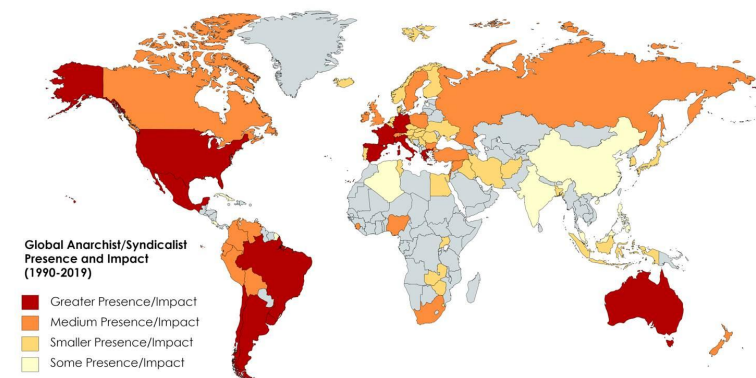 Global Anarchist/Syndicalist
Presence and Impact
(1990-2019)
Greater Presence/Impact
Medium Presence/Impact
Smaller Presence/Impact
Some Presence/Impact